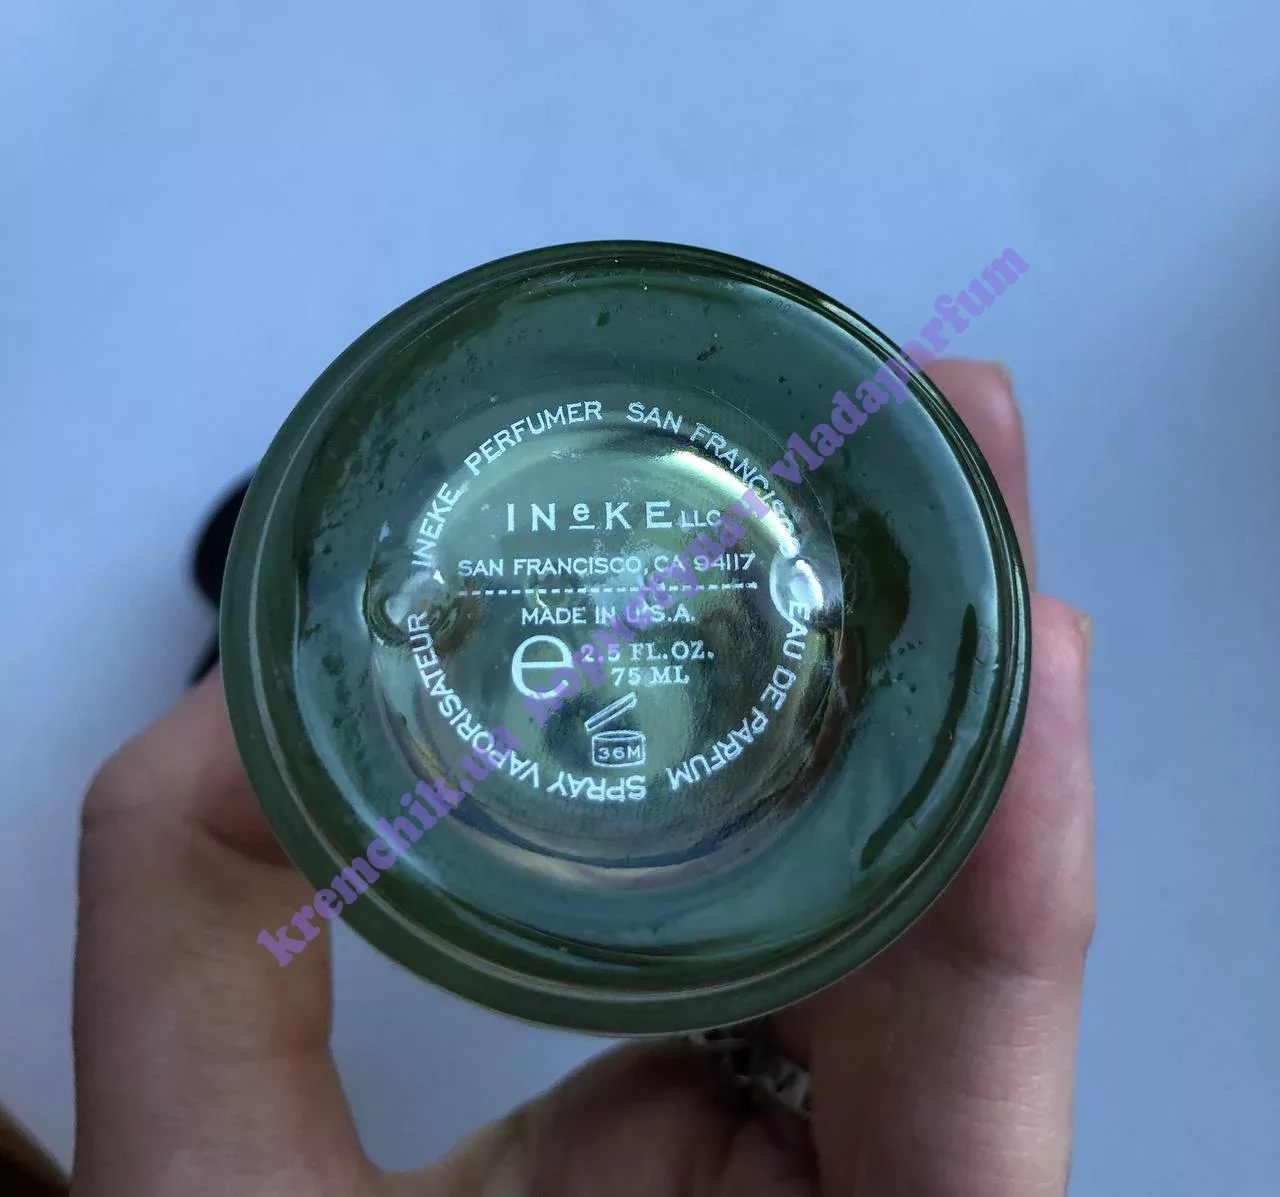 INEKE PERFUMER SAN FRANCISCO
EAU DE PARFUM SPRAY VAPORISATEUR
INeKE LLC
SAN FRANCISCO, CA 94117
MADE IN U.S.A.
e 2.5 FL.OZ.
75 ML
36M
kremchik.ua користувач vladaparfum